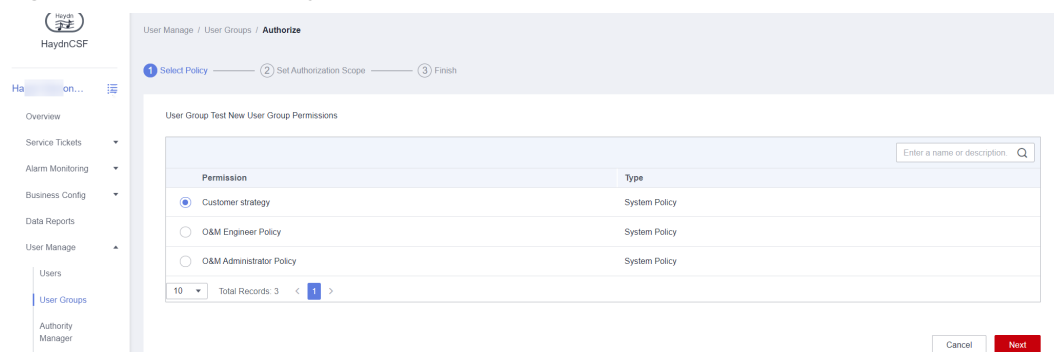 Haydn
HaydnCSF
User Manage / User Groups / Authorize
1 Select Policy 2 Set Authorization Scope 3 Finish
Ha on...
Overview
Service Tickets
Alarm Monitoring
Business Config
Data Reports
User Manage
Users
User Groups
Authority
Manager
User Group Test New User Group Permissions
Enter a name or description
Permission Type
Customer strategy System Policy
O&M Engineer Policy System Policy
O&M Administrator Policy System Policy
10 Total Records: 3 < 1 >
Cancel Next